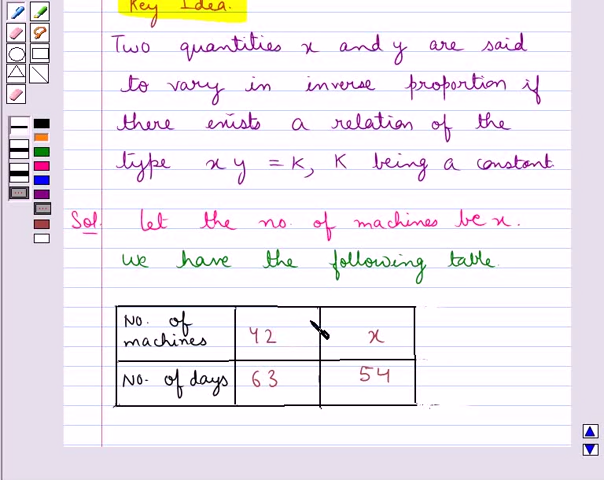 Key Idea.
Two quantities x and y are said
to vary in inverse proportion if
there exists a relation of the
type xy = K, K being a constant
Sol. Let the no. of machines be x.
We have the following table.
No. of machines 42 x
No. of days 63 54